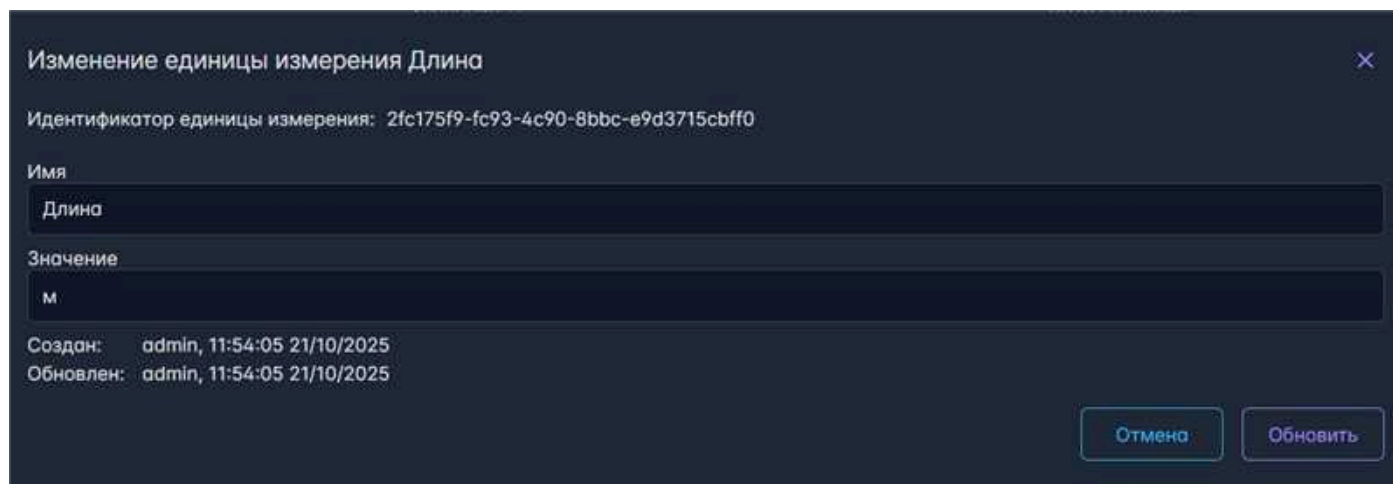 Изменение единицы измерения Длина
Идентификатор единицы измерения: 2fc175f9-fc93-4c90-8bbc-e9d3715cbff0
Имя
Длина
Значение
м
Создан: admin, 11:54:05 21/10/2025
Обновлен: admin, 11:54:05 21/10/2025
Отмена Обновить